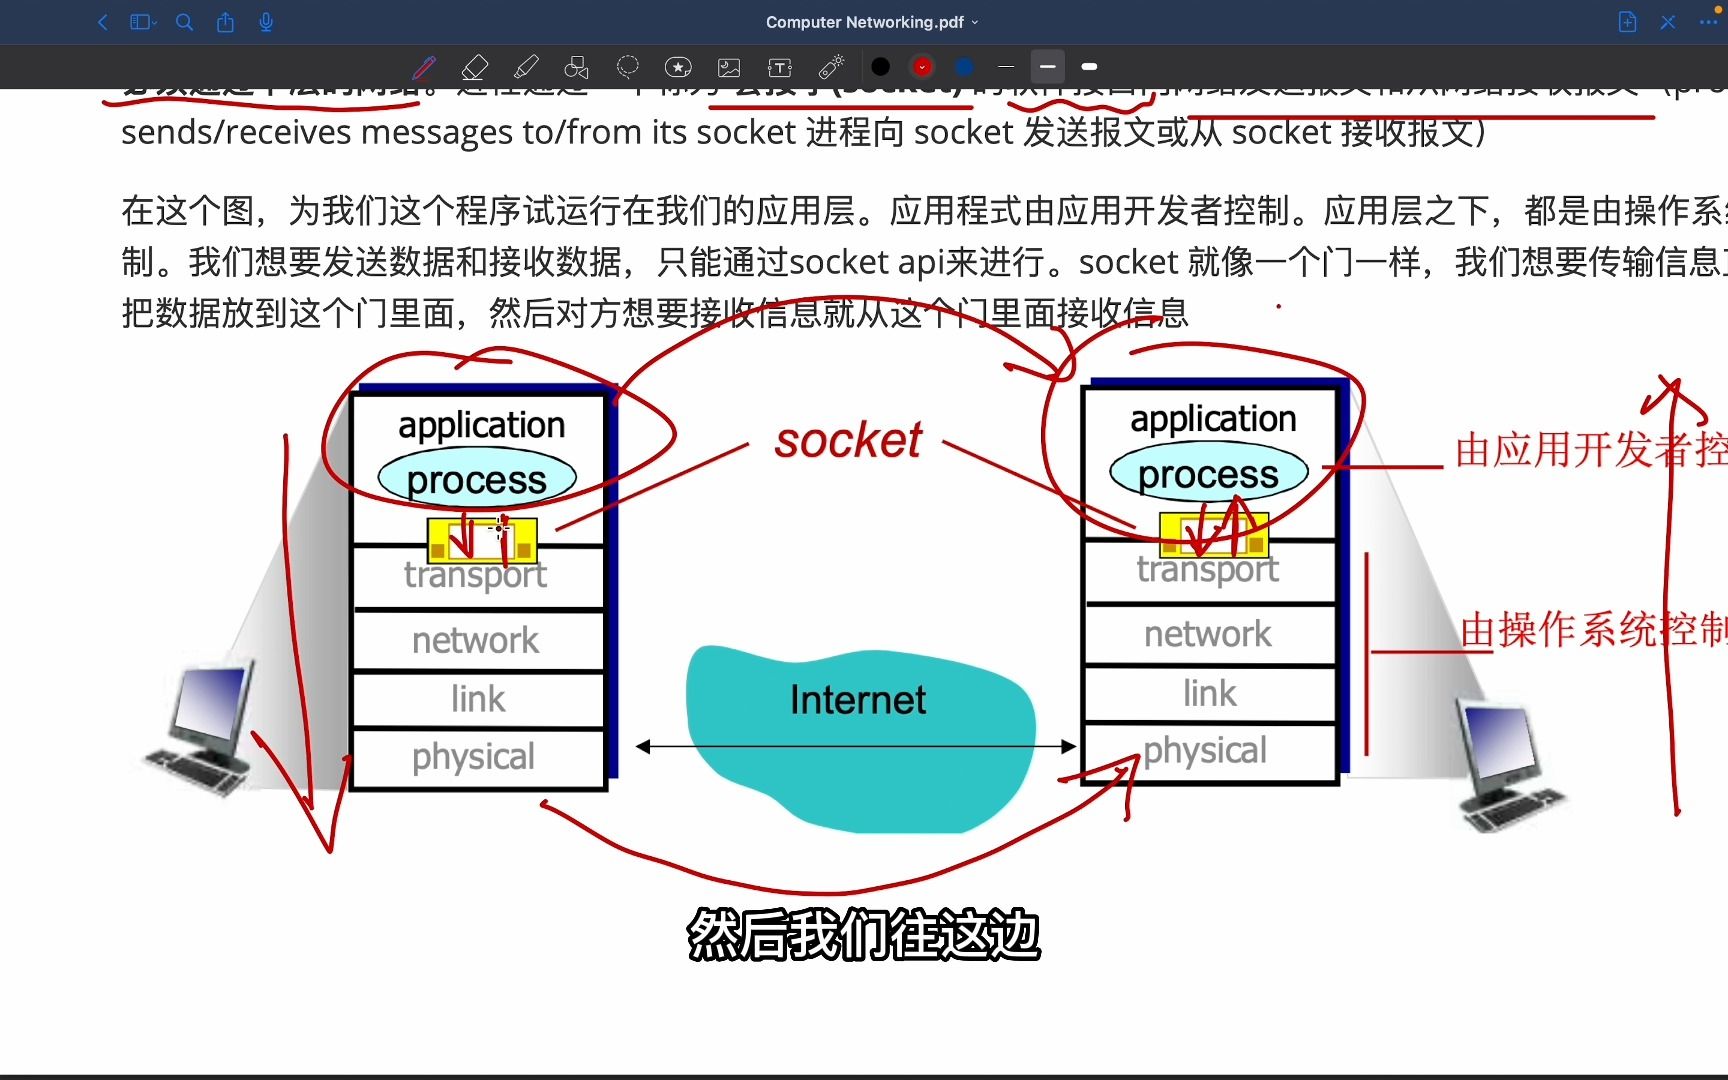 Computer Networking.pdf
sends/receives messages to/from its socket 进程向 socket 发送报文或从 socket 接收报文)
在这个图，为我们这个程序试运行在我们的应用层。应用程式由应用开发者控制。应用层之下，都是由操作系
制。我们想要发送数据和接收数据，只能通过socket api来进行。socket 就像一个门一样，我们想要传输信息
把数据放到这个门里面，然后对方想要接收信息就从这个门里面接收信息
application
process
transport
network
link
physical
socket
Internet
application
process
transport
network
link
physical
由应用开发者控
由操作系统控制
然后我们往这边